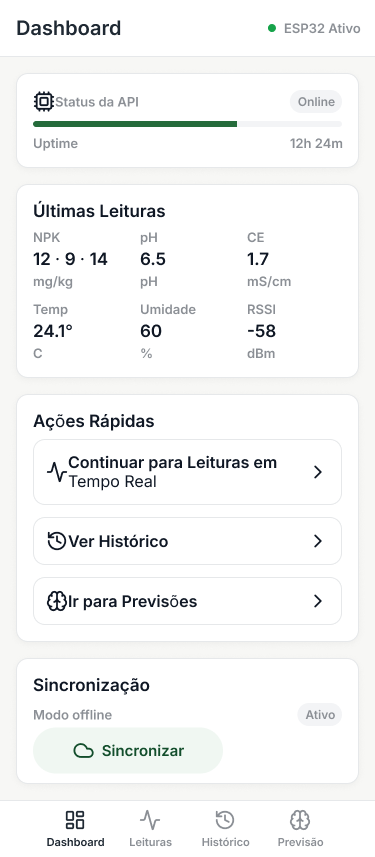 Dashboard
ESP32 Ativo
Status da API
Online
Uptime
12h 24m
Últimas Leituras
NPK
pH
CE
12 · 9 · 14
6.5
1.7
mg/kg
pH
mS/cm
Temp
Umidade
RSSI
24.1°
60
-58
C
%
dBm
Ações Rápidas
Continuar para Leituras em
Tempo Real
Ver Histórico
Ir para Previsões
Sincronização
Modo offline
Ativo
Sincronizar
Dashboard
Leituras
Histórico
Previsão